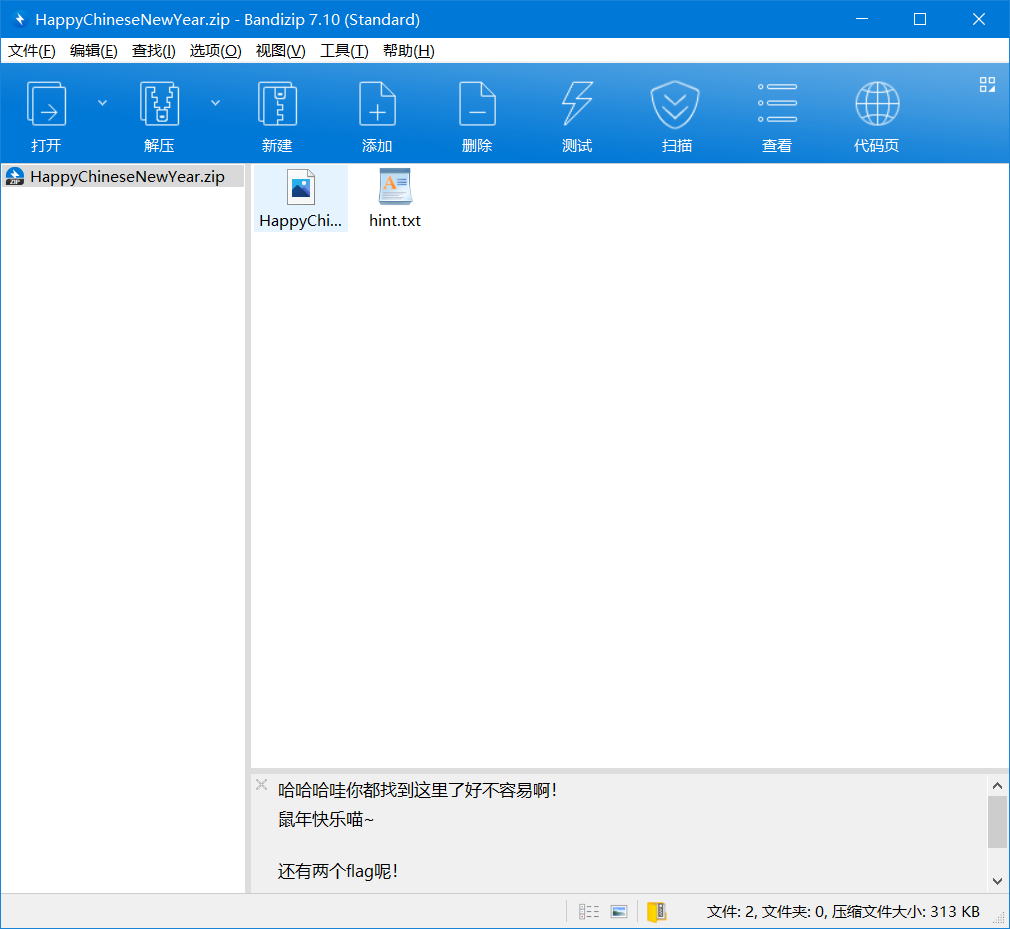 HappyChineseNewYear.zip - Bandizip 7.10 (Standard)
文件(F) 编辑(E) 查找(I) 选项(O) 视图(V) 工具(T) 帮助(H)
打开 解压 新建 添加 删除 测试 扫描 查看 代码页
HappyChineseNewYear.zip
HappyChi... hint.txt
哈哈哈哇你都找到这里了好不容易啊!
鼠年快乐喵~
还有两个flag呢!
文件: 2, 文件夹: 0, 压缩文件大小: 313 KB